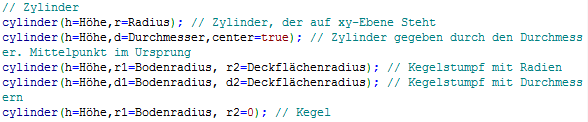 // Zylinder
cylinder(h=Höhe,r=Radius); // Zylinder, der auf xy-Ebene Steht
cylinder(h=Höhe,d=Durchmesser,center=true); // Zylinder gegeben durch den Durchmess
er. Mittelpunkt im Ursprung
cylinder(h=Höhe,r1=Bodenradius, r2=Deckflächenradius); // Kegelstumpf mit Radien
cylinder(h=Höhe,d1=Bodenradius, d2=Deckflächenradius); // Kegelstumpf mit Durchmess
ern
cylinder(h=Höhe,r1=Bodenradius, r2=0); // Kegel